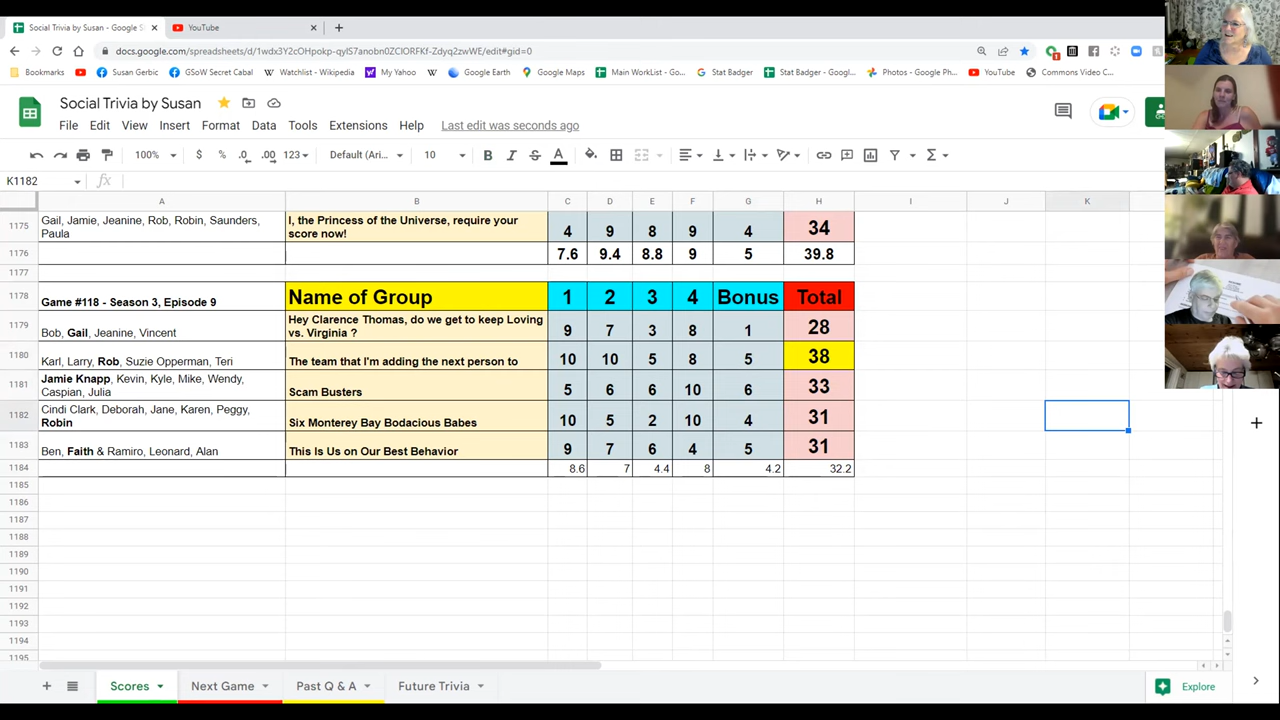 Social Trivia by Susan - Google S
YouTube
docs.google.com/spreadsheets/d/1wdx3Y2cOHpokp-qyIS7anobn0ZClORFKf-Zdyq2zzwWE/edit#gid=0
Bookmarks
Susan Gerbic
GSoW Secret Cabal
Watchlist - Wikipedia
My Yahoo
Google Earth
Google Maps
Main WorkList - Go...
Stat Badger
Stat Badger - Googl...
Photos - Google Ph...
YouTube
Commons Video C...
Social Trivia by Susan
File Edit View Insert Format Data Tools Extensions Help Last edit was seconds ago
100% $ % .0 .00 123 Default (Ari... 10 B I S A
K1182 fx
A B C D E F G H I J K
1175 Gail, Jamie, Jeanine, Rob, Robin, Saunders, Paula I, the Princess of the Universe, require your score now! 4 9 8 9 4 34
1176 7.6 9.4 8.8 9 5 39.8
1177
1178 Game #118 - Season 3, Episode 9 Name of Group 1 2 3 4 Bonus Total
1179 Bob, Gail, Jeanine, Vincent Hey Clarence Thomas, do we get to keep Loving vs. Virginia ? 9 7 3 8 1 28
1180 Karl, Larry, Rob, Suzie Opperman, Teri The team that I'm adding the next person to 10 10 5 8 5 38
1181 Jamie Knapp, Kevin, Kyle, Mike, Wendy, Caspian, Julia Scam Busters 5 6 6 10 6 33
1182 Cindi Clark, Deborah, Jane, Karen, Peggy, Robin Six Monterey Bay Bodacious Babes 10 5 2 10 4 31
1183 Ben, Faith & Ramiro, Leonard, Alan This Is Us on Our Best Behavior 9 7 6 4 5 31
1184 8.6 7 4.4 8 4.2 32.2
1185
1186
1187
1188
1189
1190
1191
1192
1193
1194
1195
Scores Next Game Past Q & A Future Trivia Explore